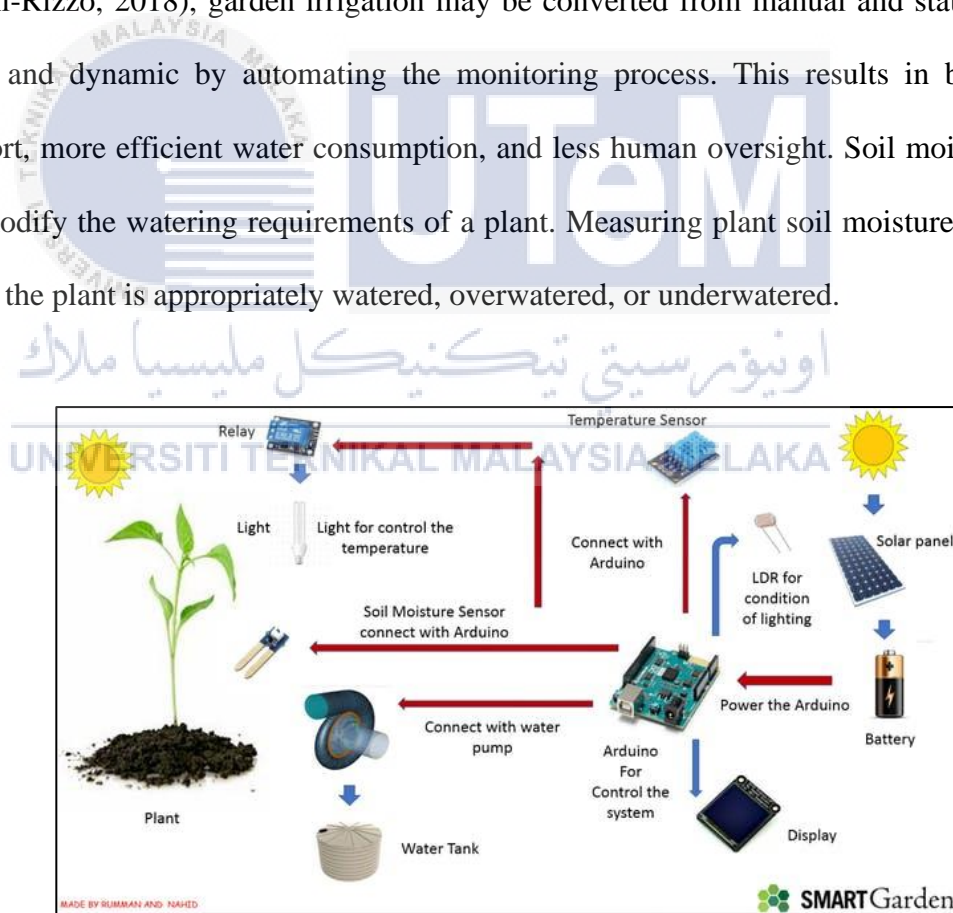 l-Rizzo, 2018), garden irrigation may be converted from manual and stat
and dynamic by automating the monitoring process. This results in b
ort, more efficient water consumption, and less human oversight. Soil moi
odify the watering requirements of a plant. Measuring plant soil moisture
the plant is appropriately watered, overwatered, or underwatered.
UTeM
اونيۏرسيتي تيكنيكل مليسيا ملاك
UNIVERSITI TEKNIKAL MALAYSIA MELAKA
Relay
Temperature Sensor
Light
Light for control the
temperature
Connect with
Arduino
LDR for
condition
of lighting
Solar panel
Soil Moisture Sensor
connect with Arduino
Power the Arduino
Battery
Connect with water
pump
Arduino
For
Control the
system
Plant
Water Tank
Display
MADE BY RUMMAN AND NAHID
SMARTGarden